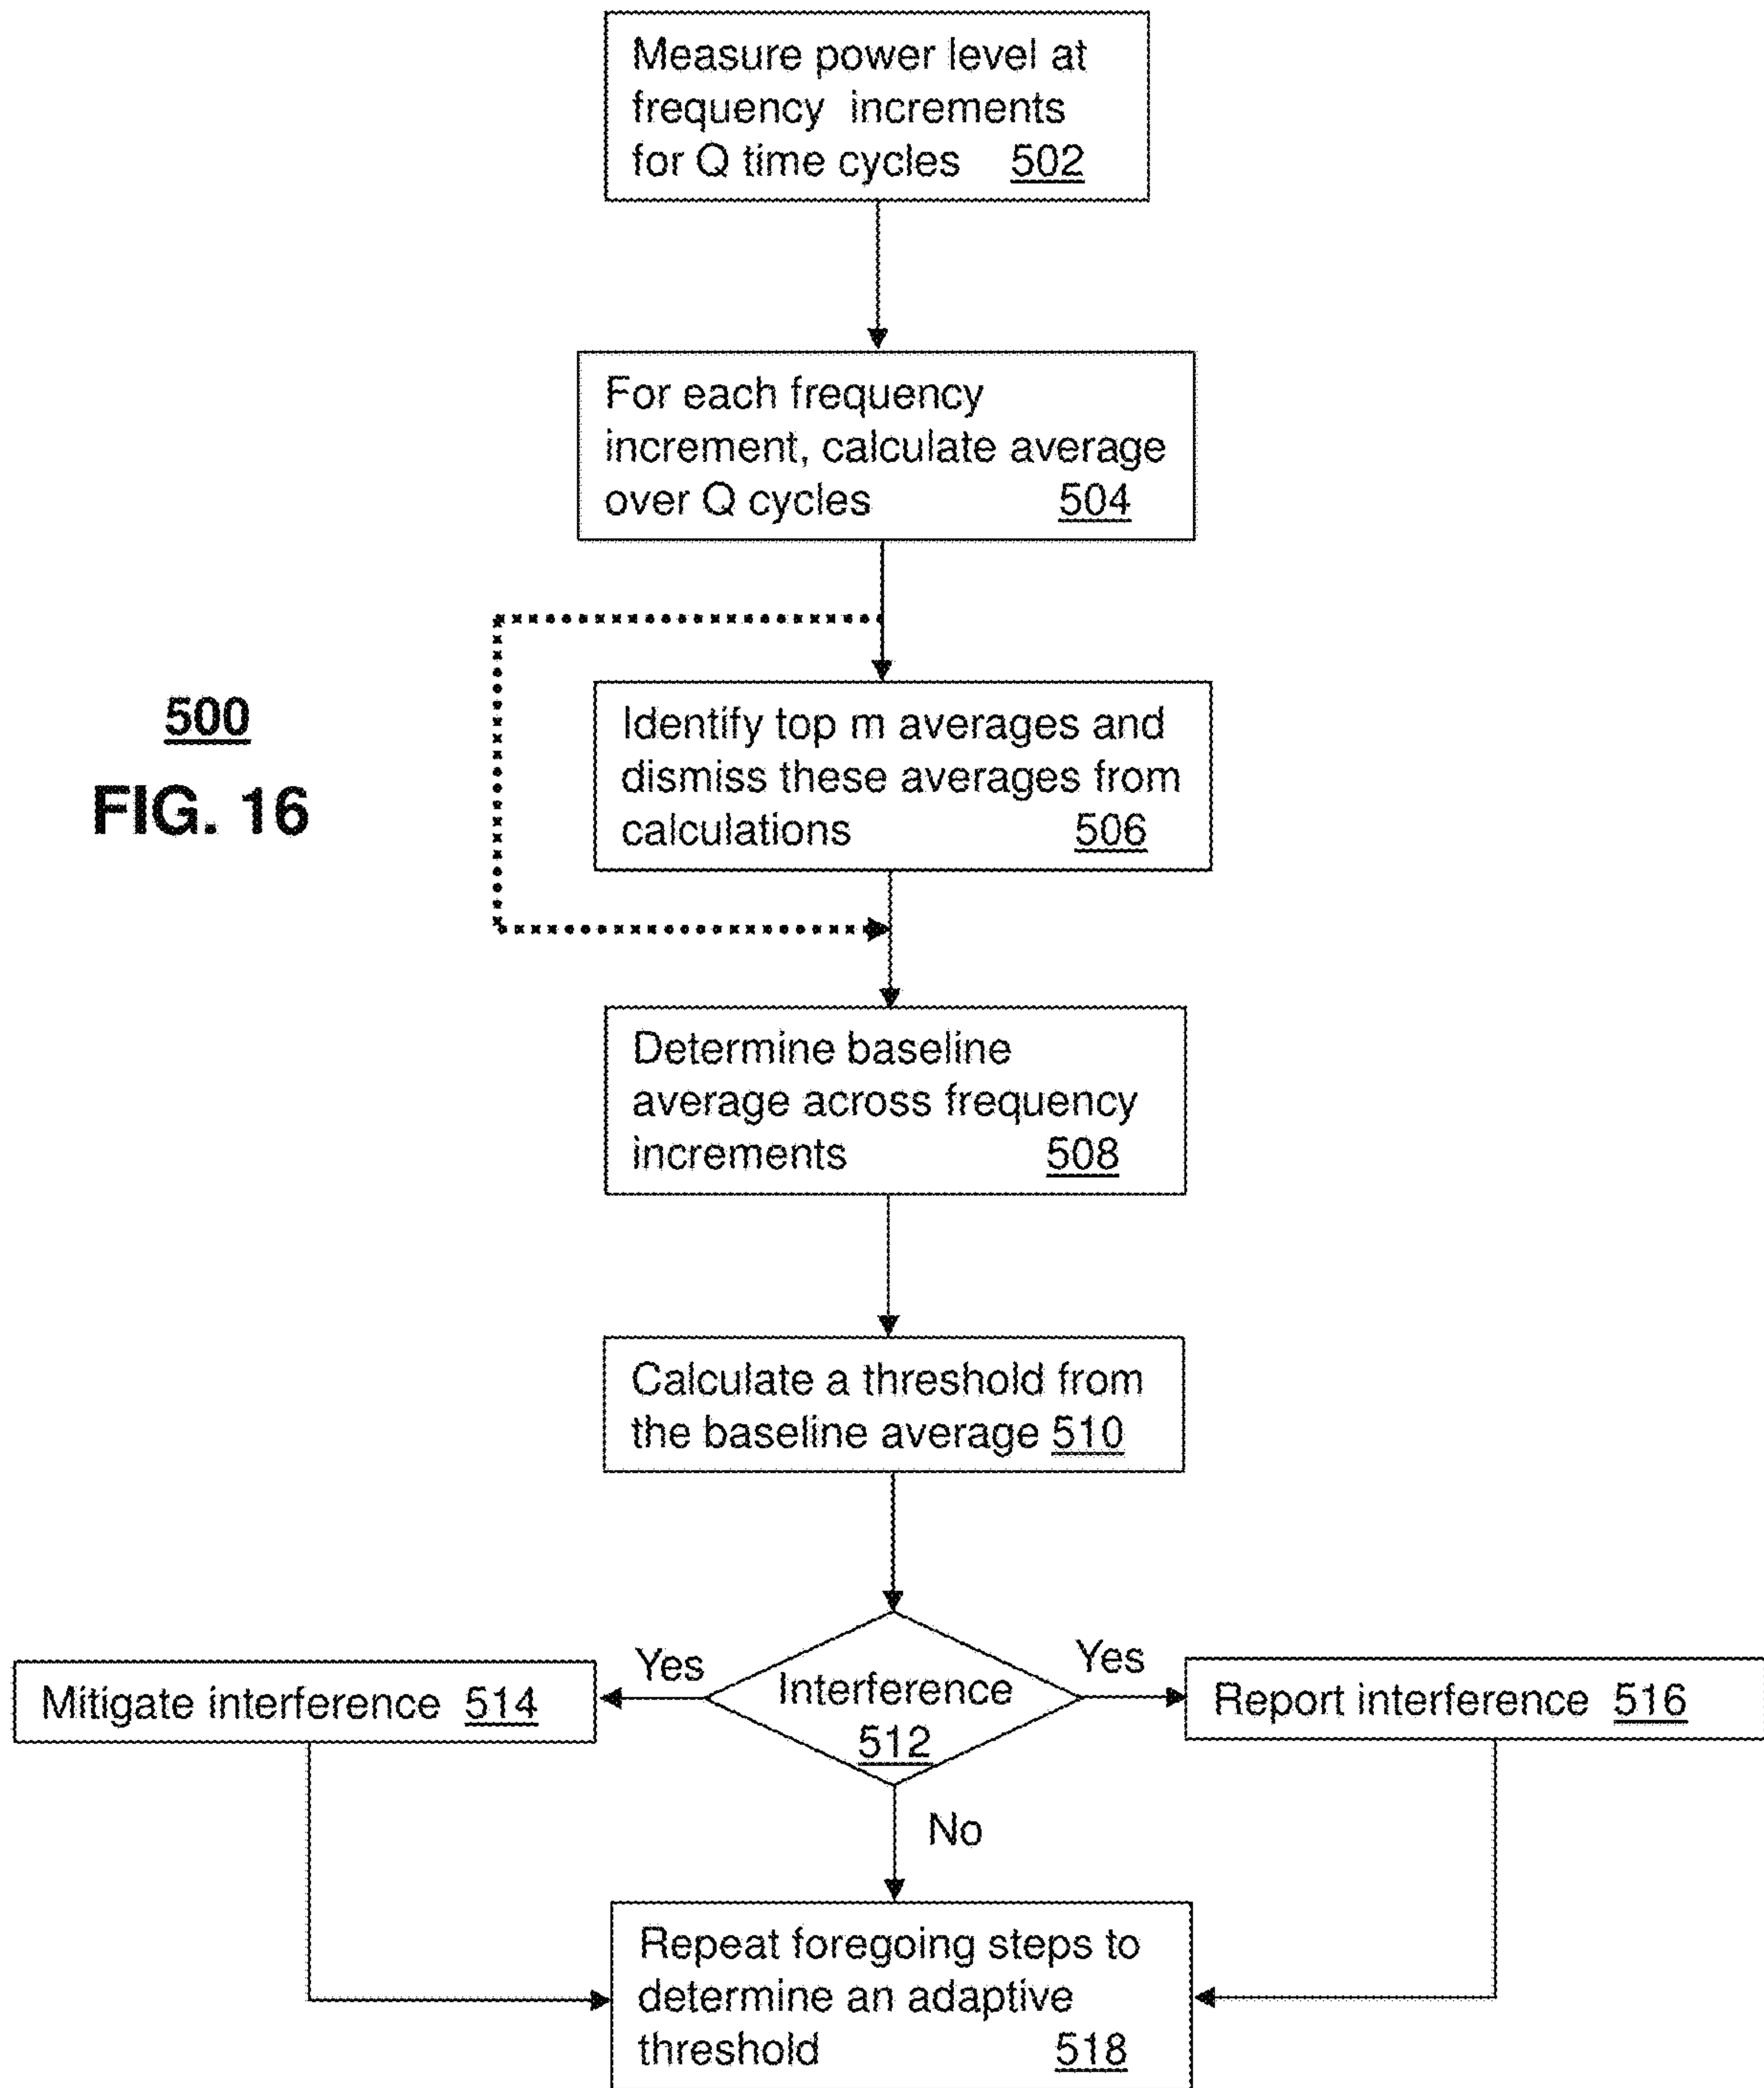 Measure power level at
frequency increments
for Q time cycles 502
For each frequency
increment, calculate average
over Q cycles 504
500
FIG. 16
Identify top m averages and
dismiss these averages from
calculations 506
Determine baseline
average across frequency
increments 508
Calculate a threshold from
the baseline average 510
Yes
Yes
Mitigate interference 514
Interference
512
Report interference 516
No
Repeat foregoing steps to
determine an adaptive
threshold 518